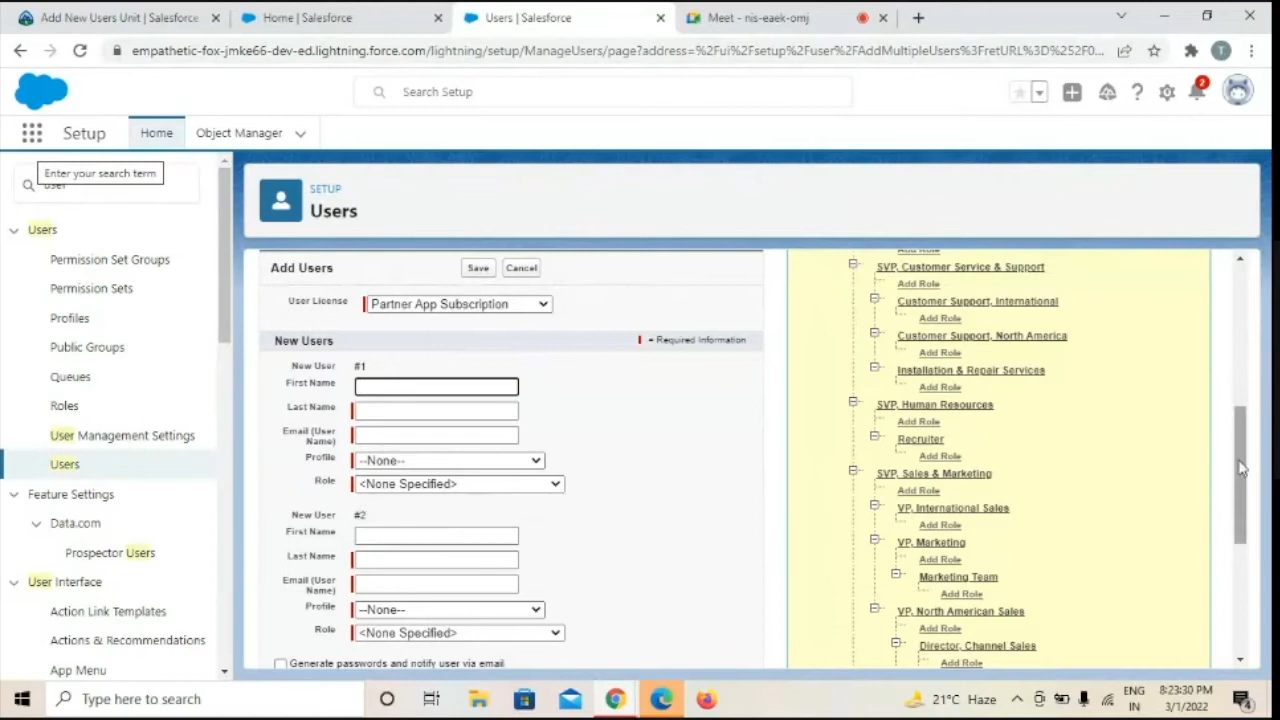 Add New Users Unit | Salesforce
Home | Salesforce
Users | Salesforce
Meet - nis-eaek-omj
empathetic-fox-jmke66-dev-ed.lightning.force.com/lightning/setup/ManageUsers/page?address=%2Fui%2Fsetup%2Fuser%2FAddMultipleUsers%3FretURL%3D%252F0...
T
Search Setup
2
Setup
Home
Object Manager
Enter your search term
user
SETUP
Users
Users
Permission Set Groups
Permission Sets
Profiles
Public Groups
Queues
Roles
User Management Settings
Users
Feature Settings
Data.com
Prospector Users
User Interface
Action Link Templates
Actions & Recommendations
App Menu
Add Users
Save
Cancel
User License
Partner App Subscription
New Users
= Required Information
New User #1
First Name
Last Name
Email (User Name)
Profile --None--
Role <None Specified>
New User #2
First Name
Last Name
Email (User Name)
Profile --None--
Role <None Specified>
Generate passwords and notify user via email
Add Role
SVP, Customer Service & Support
Add Role
Customer Support, International
Add Role
Customer Support, North America
Add Role
Installation & Repair Services
Add Role
SVP, Human Resources
Add Role
Recruiter
Add Role
SVP, Sales & Marketing
Add Role
VP, International Sales
Add Role
VP, Marketing
Add Role
Marketing Team
Add Role
VP, North American Sales
Add Role
Director, Channel Sales
Add Role
Type here to search
21°C Haze
ENG
IN
8:23:30 PM
3/1/2022
4